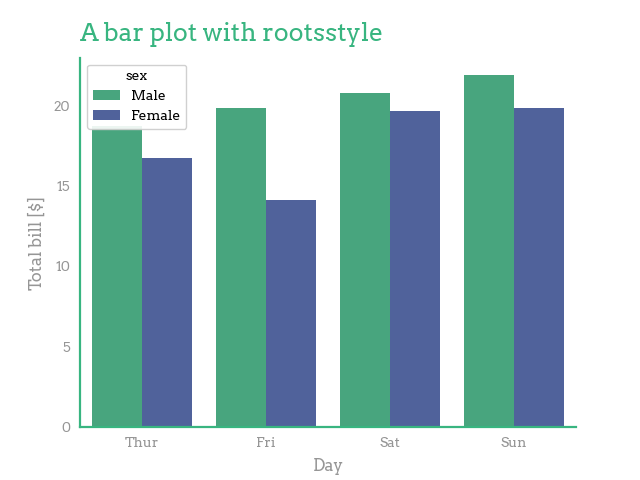 A bar plot with rootsstyle
sex
Male
Female
20
15
10
5
0
Total bill [$]
Thur Fri Sat Sun
Day